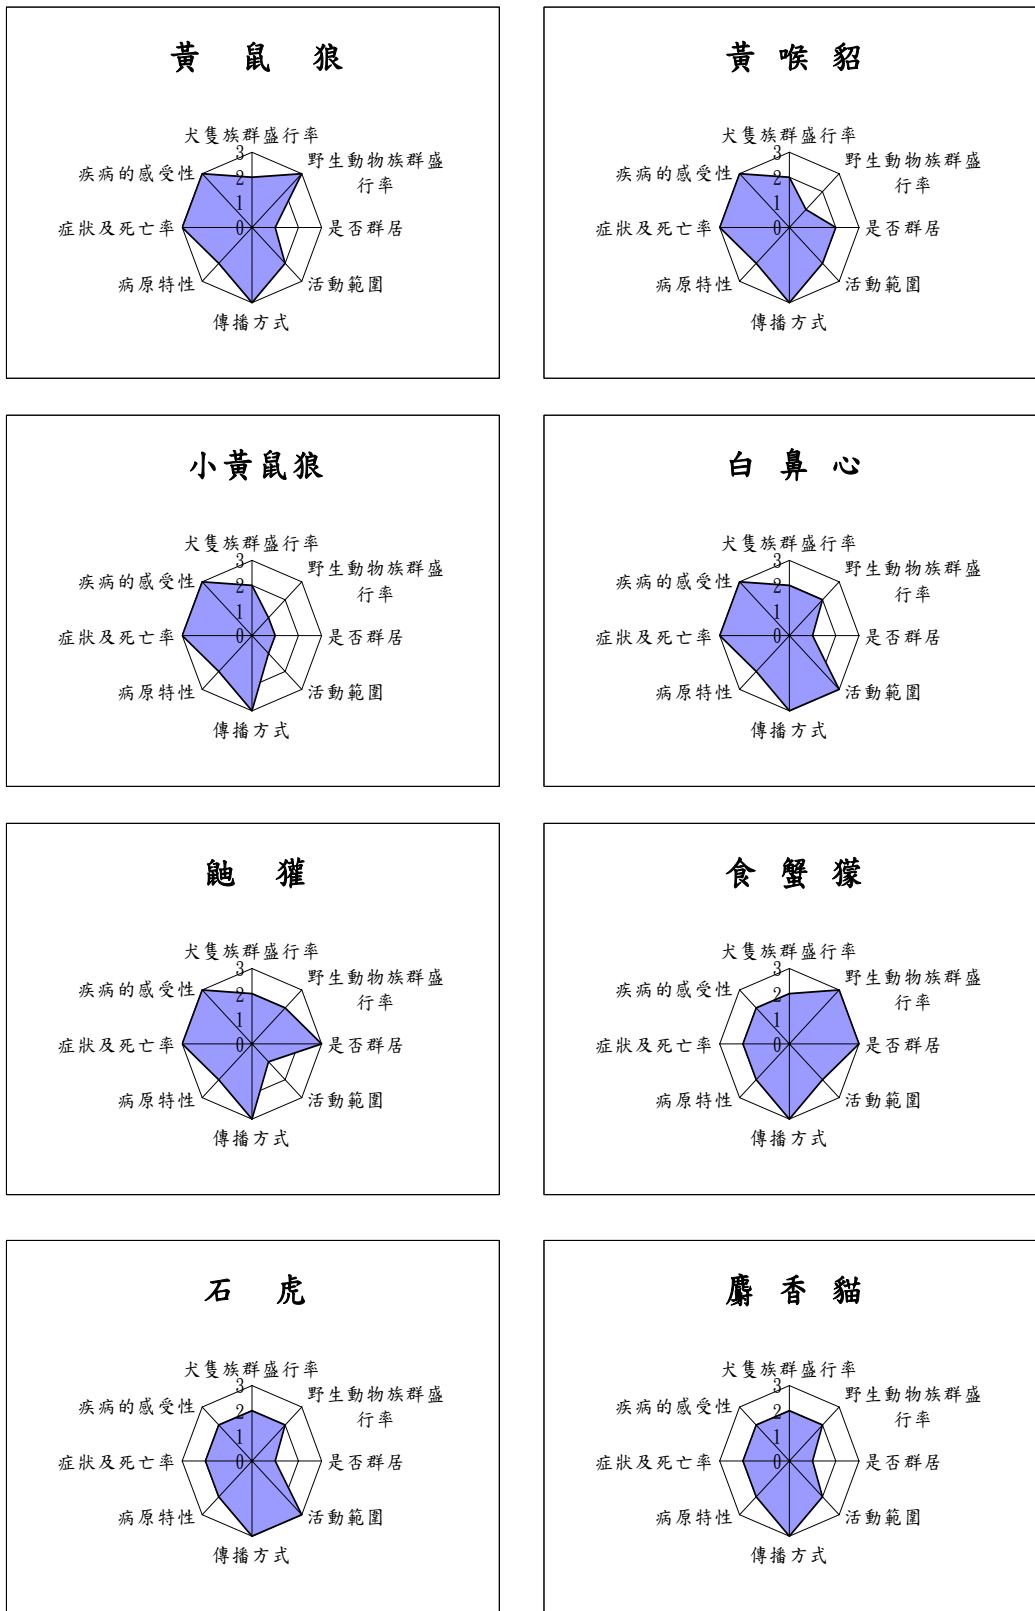 黃鼠狼
犬隻族群盛行率
野生動物族群盛
行率
是否群居
活動範圍
傳播方式
病原特性
症狀及死亡率
疾病的感受性
3
2
1
0
黃喉貂
犬隻族群盛行率
野生動物族群盛
行率
是否群居
活動範圍
傳播方式
病原特性
症狀及死亡率
疾病的感受性
3
2
1
0
小黃鼠狼
犬隻族群盛行率
野生動物族群盛
行率
是否群居
活動範圍
傳播方式
病原特性
症狀及死亡率
疾病的感受性
3
2
1
0
白鼻心
犬隻族群盛行率
野生動物族群盛
行率
是否群居
活動範圍
傳播方式
病原特性
症狀及死亡率
疾病的感受性
3
2
1
0
鼬獾
犬隻族群盛行率
野生動物族群盛
行率
是否群居
活動範圍
傳播方式
病原特性
症狀及死亡率
疾病的感受性
3
2
1
0
食蟹獴
犬隻族群盛行率
野生動物族群盛
行率
是否群居
活動範圍
傳播方式
病原特性
症狀及死亡率
疾病的感受性
3
2
1
0
石虎
犬隻族群盛行率
野生動物族群盛
行率
是否群居
活動範圍
傳播方式
病原特性
症狀及死亡率
疾病的感受性
3
2
1
0
麝香貓
犬隻族群盛行率
野生動物族群盛
行率
是否群居
活動範圍
傳播方式
病原特性
症狀及死亡率
疾病的感受性
3
2
1
0